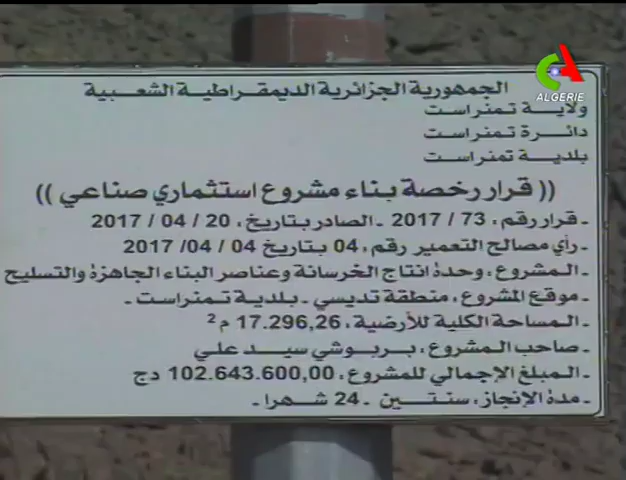 الجمهورية الجزائرية الديمقراطية الشعبية
ALGERIE
ولاية تمنراست
دائرة تمنراست
بلدية تمنراست
(( قرار رخصة بناء مشروع استثماري صناعي ))
- قرار رقم : 73 / 2017 - الصادر بتاريخ : 20 / 04 / 2017
- رأي مصالح التعمير رقم : 04 بتاريخ 04 /04/ 2017
- المشروع : وحدة انتاج الخرسانة وعناصر البناء الجاهزة والتسليح
- موقع المشروع : منطقة تديسي - بلدية تمنراست -
- المساحة الكلية للأرضية : 17.296,26 م²
- صاحب المشروع : بربوشي سيد علي
- المبلغ الإجمالي للمشروع : 102.643.600,00 دج
- مدة الإنجاز : سنتين - 24 شهرا -